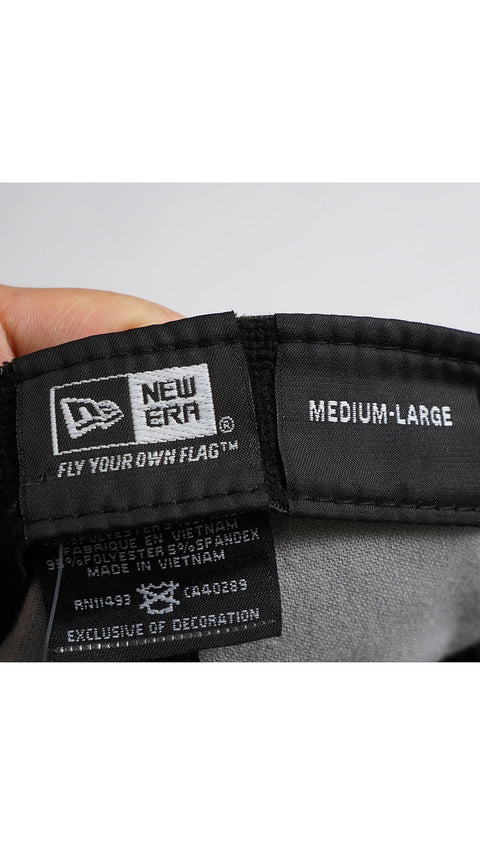 NEW
ERA
®
FLY YOUR OWN FLAG™
MEDIUM-LARGE
FABRIQUE EN VIETNAM
95%POLYESTER 5%SPANDEX
MADE IN VIETNAM
RN11493 CA40289
EXCLUSIVE OF DECORATION